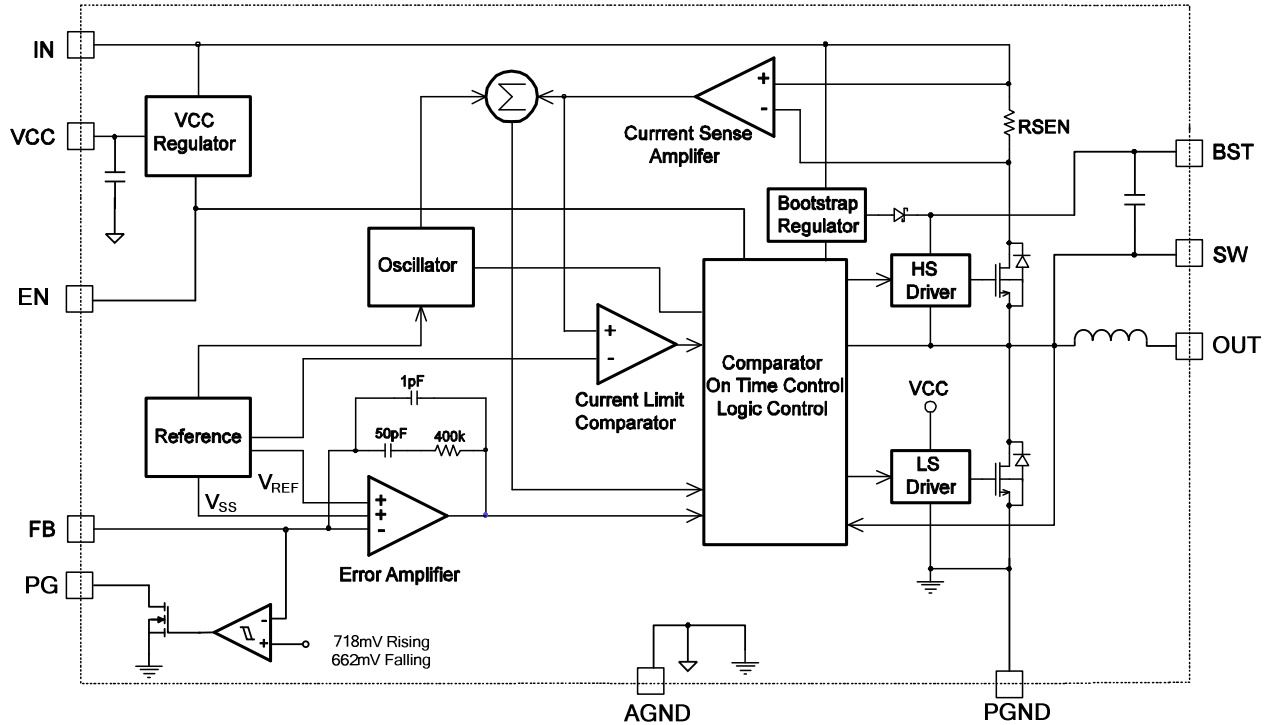 IN
VCC
Regulator
VCC
EN
Σ
+
-
Currrent Sense
Amplifer
RSEN
BST
Bootstrap
Regulator
SW
Oscillator
HS
Driver
+
-
Current Limit
Comparator
Comparator
On Time Control
Logic Control
OUT
VCC
1pF
50pF
400k
Reference
LS
Driver
VREF
VSS
+
+
-
FB
Error Amplifier
PG
-
+
718mV Rising
662mV Falling
AGND
PGND